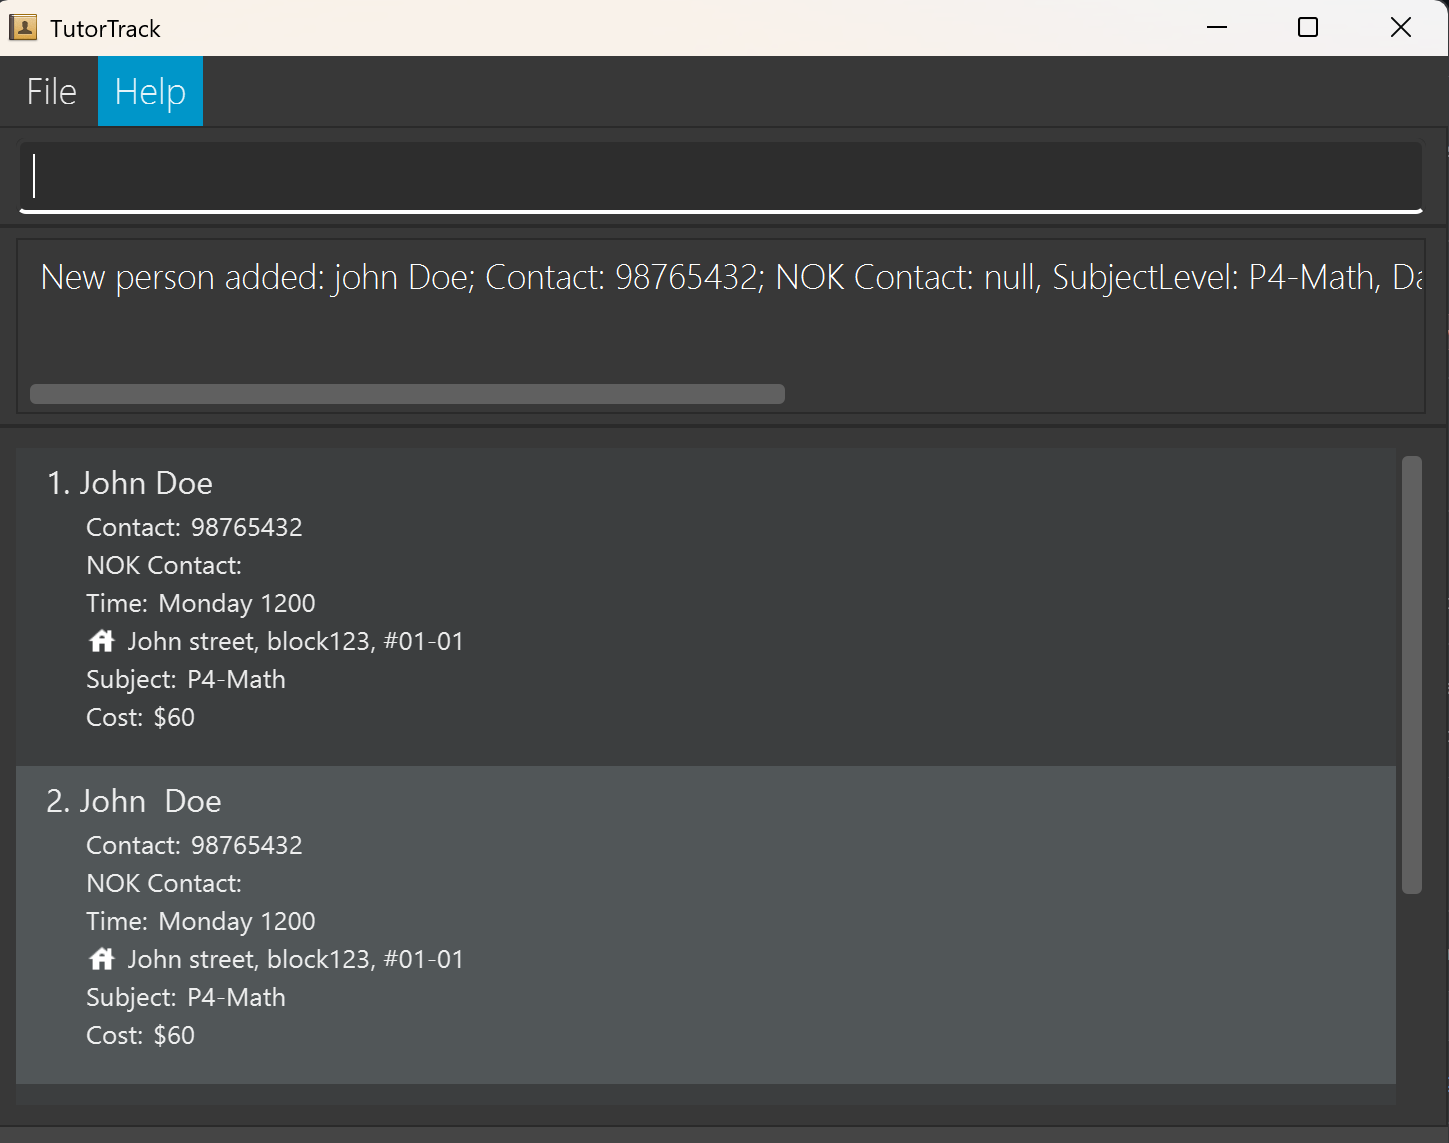 TutorTrack
File Help
New person added: john Doe; Contact: 98765432; NOK Contact: null, SubjectLevel: P4-Math, Da
1. John Doe
Contact: 98765432
NOK Contact:
Time: Monday 1200
John street, block123, #01-01
Subject: P4-Math
Cost: $60
2. John  Doe
Contact: 98765432
NOK Contact:
Time: Monday 1200
John street, block123, #01-01
Subject: P4-Math
Cost: $60